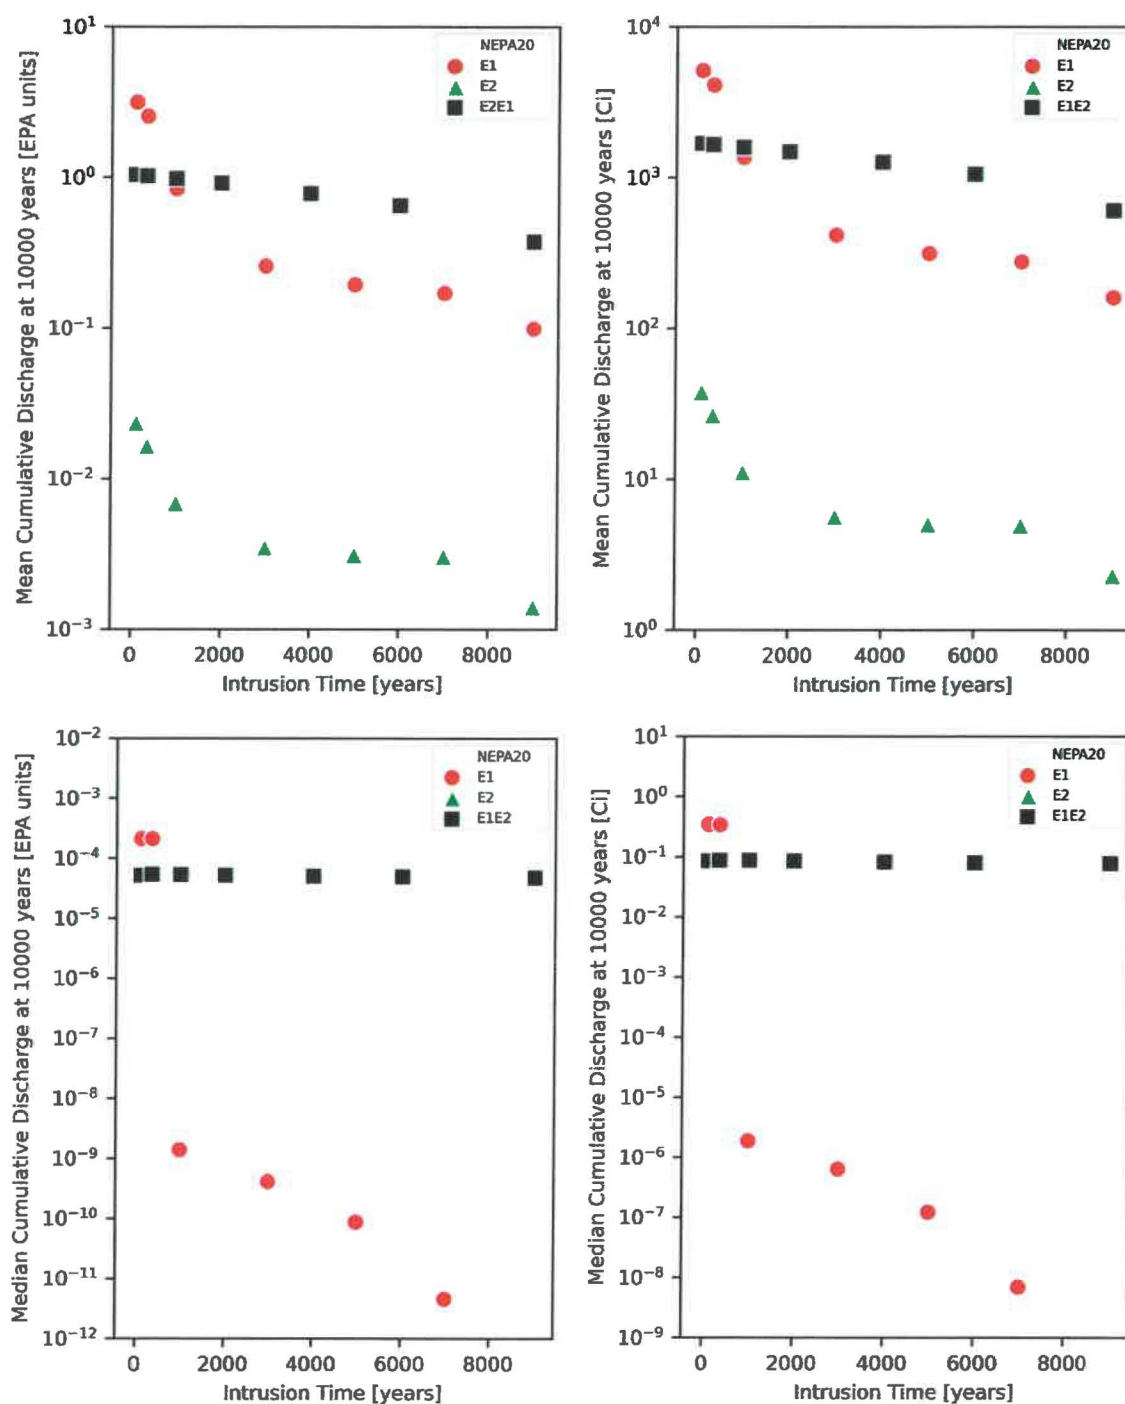 Mean Cumulative Discharge at 10000 years [EPA units]
10¹
10⁰
10⁻¹
10⁻²
10⁻³
NEPA20
E1
E2
E2E1
0 2000 4000 6000 8000
Intrusion Time [years]
Mean Cumulative Discharge at 10000 years [Ci]
10⁴
10³
10²
10¹
10⁰
NEPA20
E1
E2
E1E2
0 2000 4000 6000 8000
Intrusion Time [years]
Median Cumulative Discharge at 10000 years [EPA units]
10⁻²
10⁻³
10⁻⁴
10⁻⁵
10⁻⁶
10⁻⁷
10⁻⁸
10⁻⁹
10⁻¹⁰
10⁻¹¹
10⁻¹²
NEPA20
E1
E2
E1E2
0 2000 4000 6000 8000
Intrusion Time [years]
Median Cumulative Discharge at 10000 years [Ci]
10¹
10⁰
10⁻¹
10⁻²
10⁻³
10⁻⁴
10⁻⁵
10⁻⁶
10⁻⁷
10⁻⁸
10⁻⁹
NEPA20
E1
E2
E1E2
0 2000 4000 6000 8000
Intrusion Time [years]